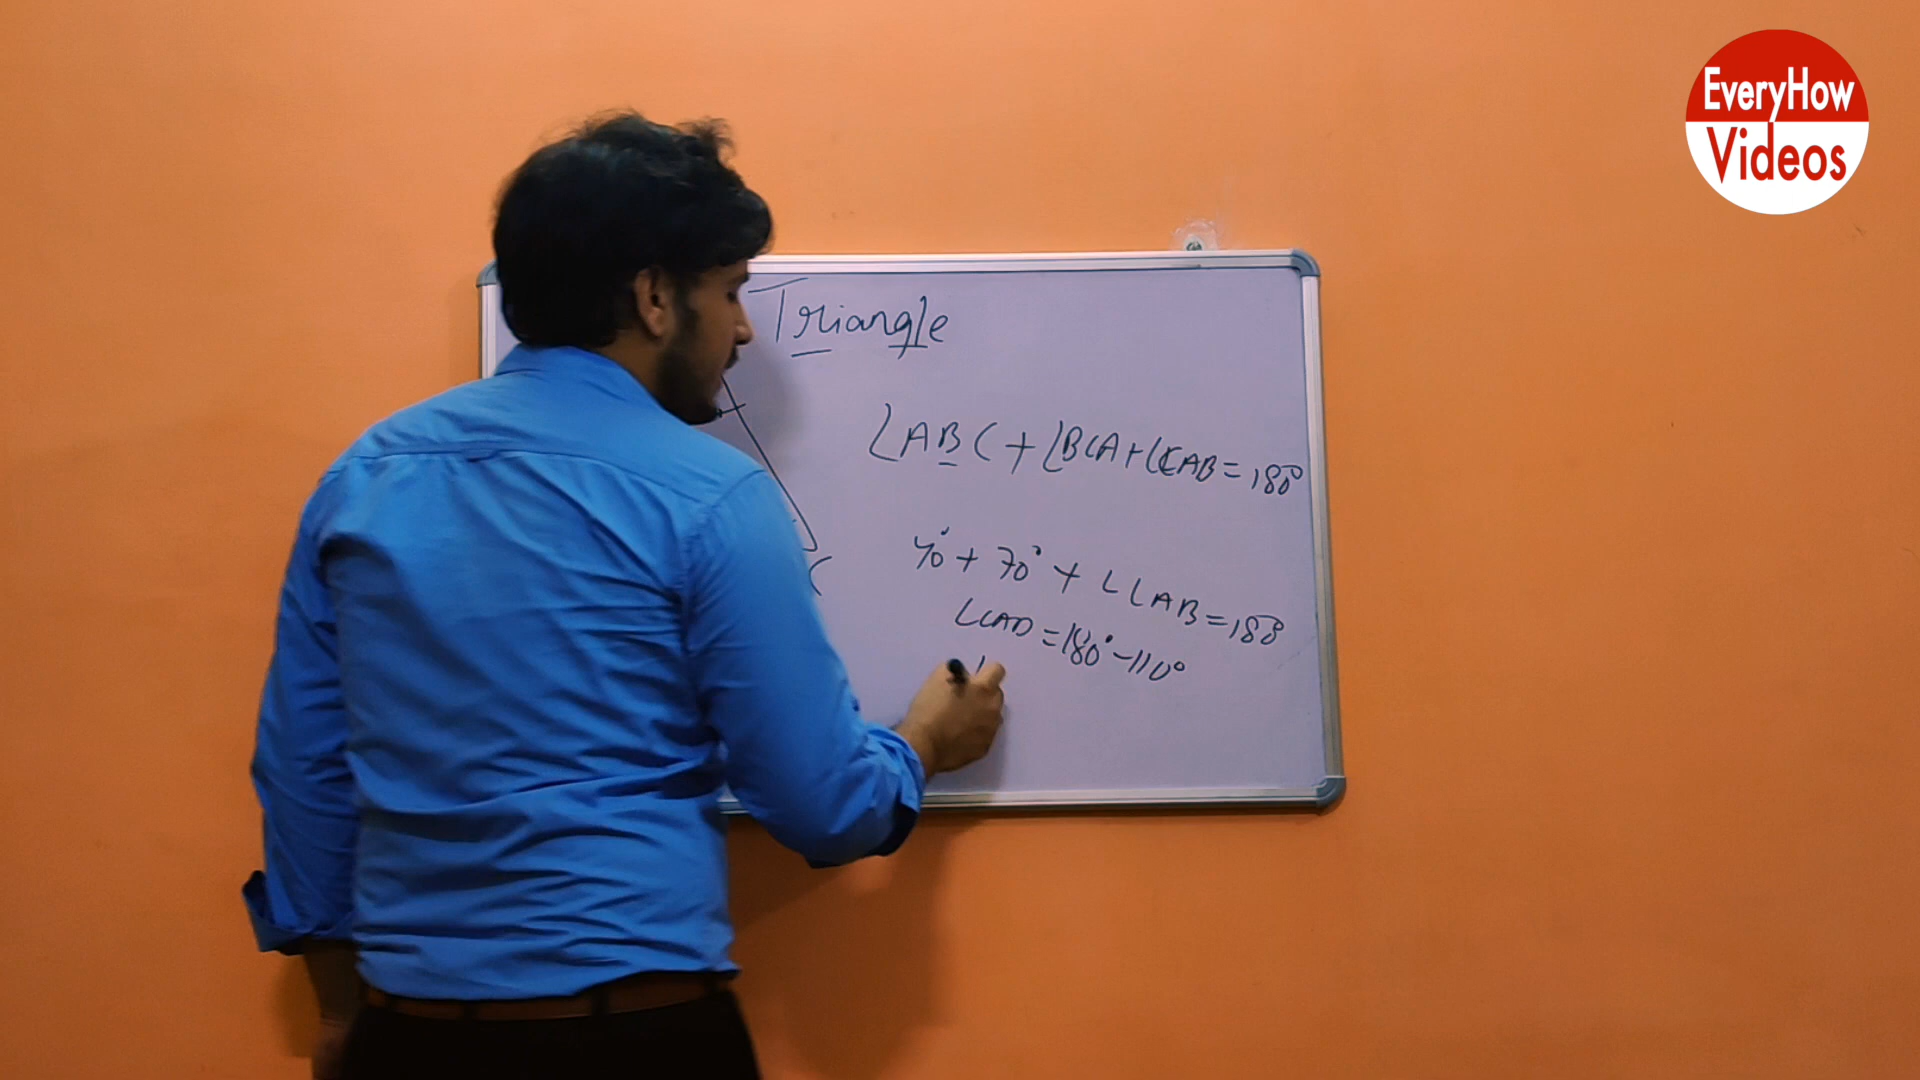 EveryHow
Videos
Triangle
∠ABC + ∠BCA + ∠CAB = 180°
C
40° + 70° + ∠CAB = 180°
∠CAB = 180° - 110°